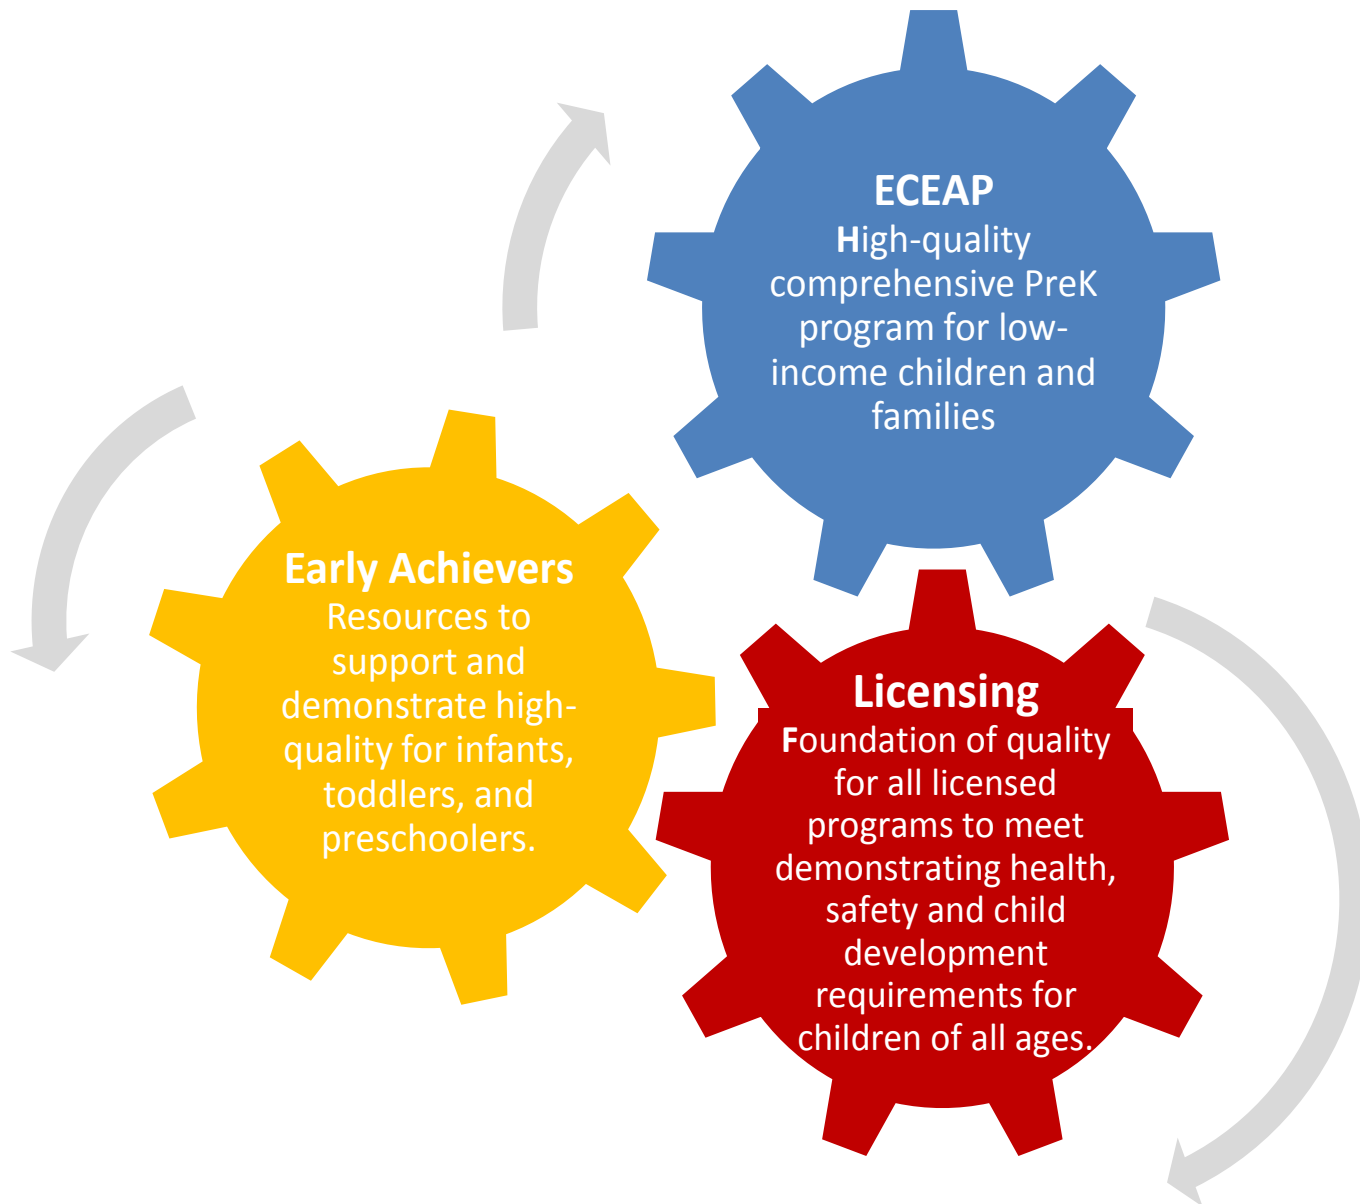 ECEAP
High-quality
comprehensive PreK
program for low-
income children and
families
Early Achievers
Resources to
support and
demonstrate high-
quality for infants,
toddlers, and
preschoolers.
Licensing
Foundation of quality
for all licensed
programs to meet
demonstrating health,
safety and child
development
requirements for
children of all ages.